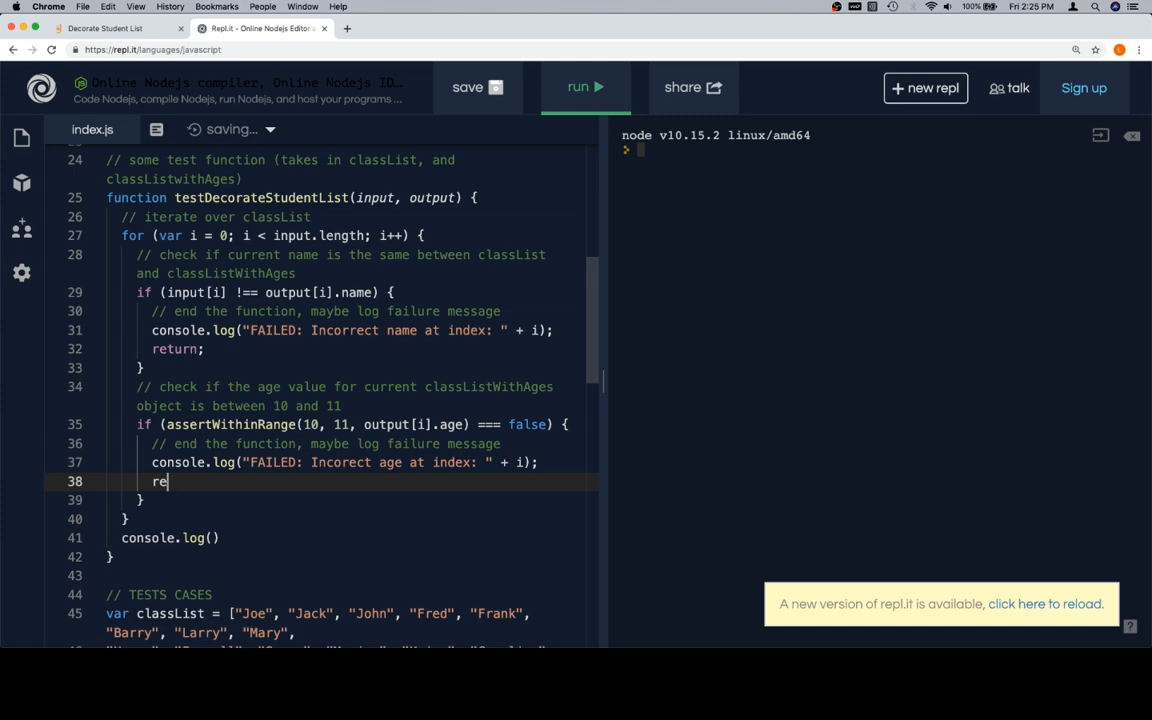 Chrome File Edit View History Bookmarks People Window Help 100% Fri 2:25 PM
Decorate Student List Repl.it - Online Nodejs Editor a
https://repl.it/languages/javascript
Online Nodejs compiler, Online Nodejs ID...
Code Nodejs, compile Nodejs, run Nodejs, and host your programs ...
save run share + new repl talk Sign up
index.js saving...
node v10.15.2 linux/amd64
24 // some test function (takes in classList, and
classListwithAges)
25 function testDecorateStudentList(input, output) {
26 // iterate over classList
27 for (var i = 0; i < input.length; i++) {
28 // check if current name is the same between classList
and classListWithAges
29 if (input[i] !== output[i].name) {
30 // end the function, maybe log failure message
31 console.log("FAILED: Incorrect name at index: " + i);
32 return;
33 }
34 // check if the age value for current classListWithAges
object is between 10 and 11
35 if (assertWithinRange(10, 11, output[i].age) === false) {
36 // end the function, maybe log failure message
37 console.log("FAILED: Incorect age at index: " + i);
38 re
39 }
40 }
41 console.log()
42 }
43
44 // TESTS CASES
45 var classList = ["Joe", "Jack", "John", "Fred", "Frank",
"Barry", "Larry", "Mary",
A new version of repl.it is available, click here to reload.
?